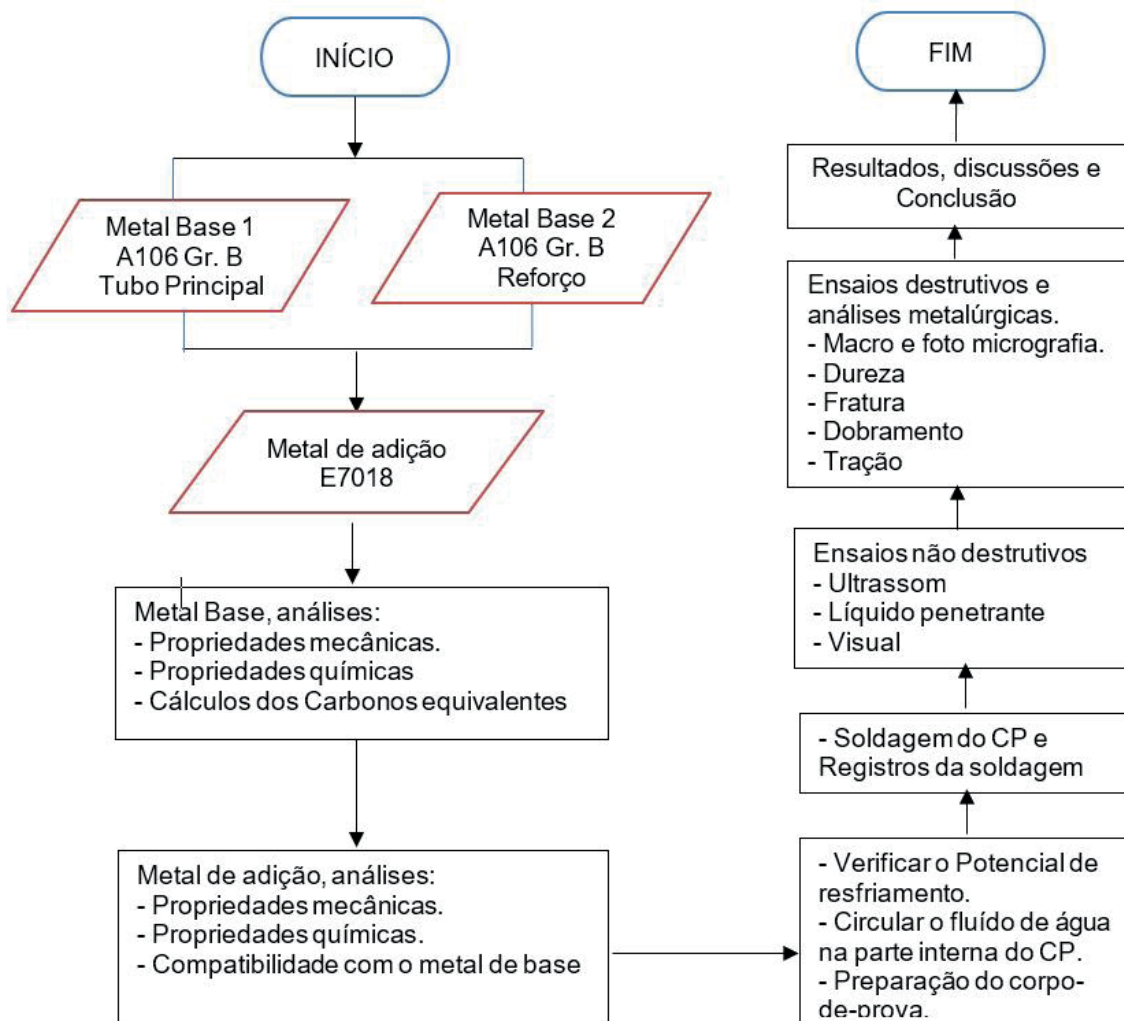 INÍCIO
Metal Base 1
A106 Gr. B
Tubo Principal
Metal Base 2
A106 Gr. B
Reforço
Metal de adição
E7018
Metal Base, análises:
- Propriedades mecânicas.
- Propriedades químicas
- Cálculos dos Carbonos equivalentes
Metal de adição, análises:
- Propriedades mecânicas.
- Propriedades químicas.
- Compatibilidade com o metal de base
- Verificar o Potencial de
resfriamento.
- Circular o fluído de água
na parte interna do CP.
- Preparação do corpo-
de-prova.
- Soldagem do CP e
Registros da soldagem
Ensaios não destrutivos
- Ultrassom
- Líquido penetrante
- Visual
Ensaios destrutivos e
análises metalúrgicas.
- Macro e foto micrografia.
- Dureza
- Fratura
- Dobramento
- Tração
Resultados, discussões e
Conclusão
FIM